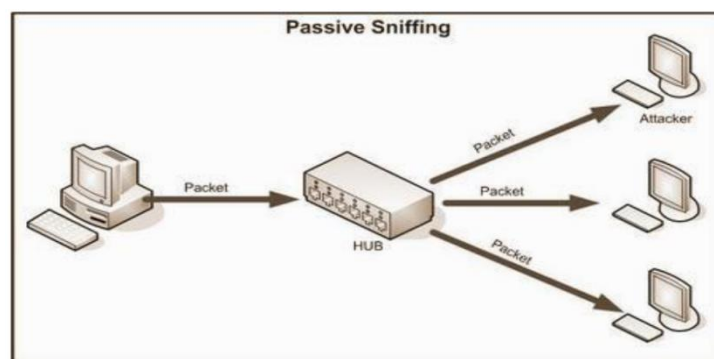 Passive Sniffing
Packet
HUB
Packet
Attacker
Packet
Packet